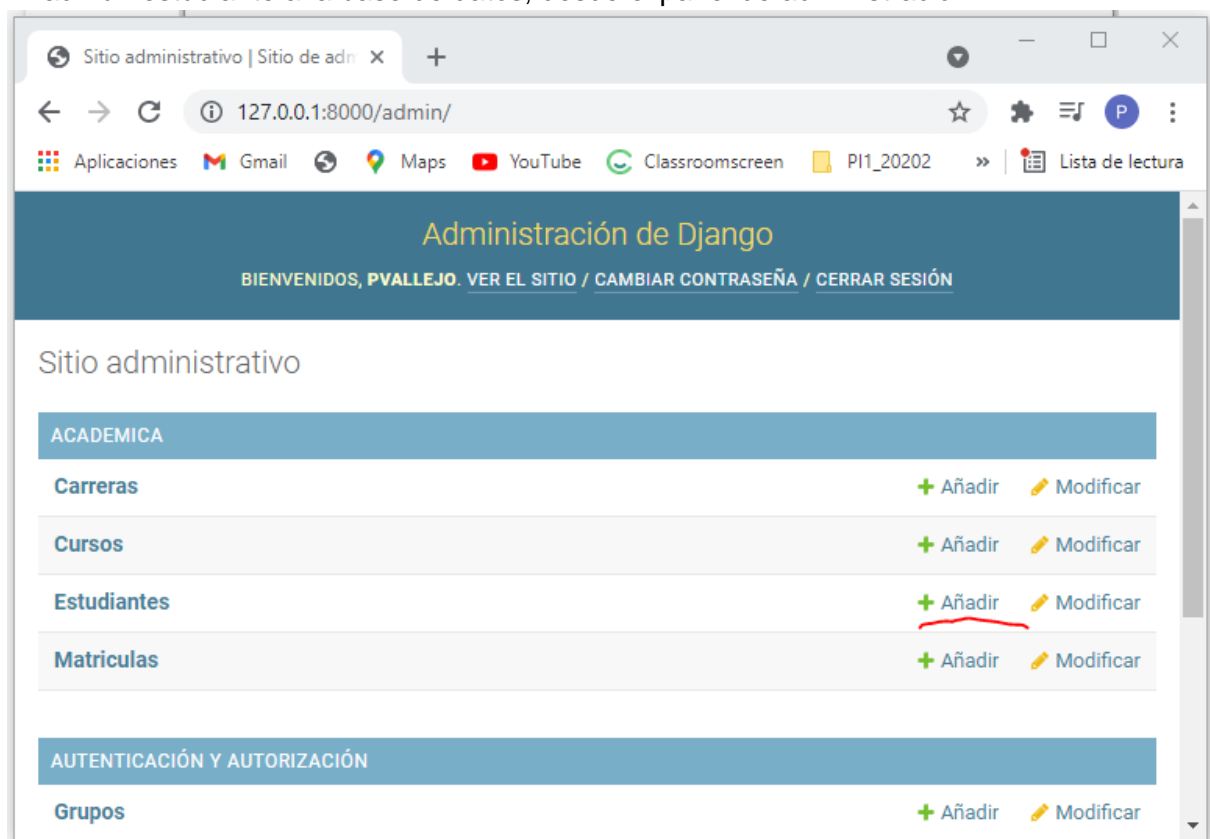 Sitio administrativo | Sitio de adm
127.0.0.1:8000/admin/
P
Aplicaciones Gmail Maps YouTube Classroomscreen PI1_20202 » Lista de lectura
Administración de Django
BIENVENIDOS, PVALLEJO. VER EL SITIO / CAMBIAR CONTRASEÑA / CERRAR SESIÓN
Sitio administrativo
ACADEMICA
Carreras Añadir Modificar
Cursos Añadir Modificar
Estudiantes Añadir Modificar
Matriculas Añadir Modificar
AUTENTICACIÓN Y AUTORIZACIÓN
Grupos Añadir Modificar